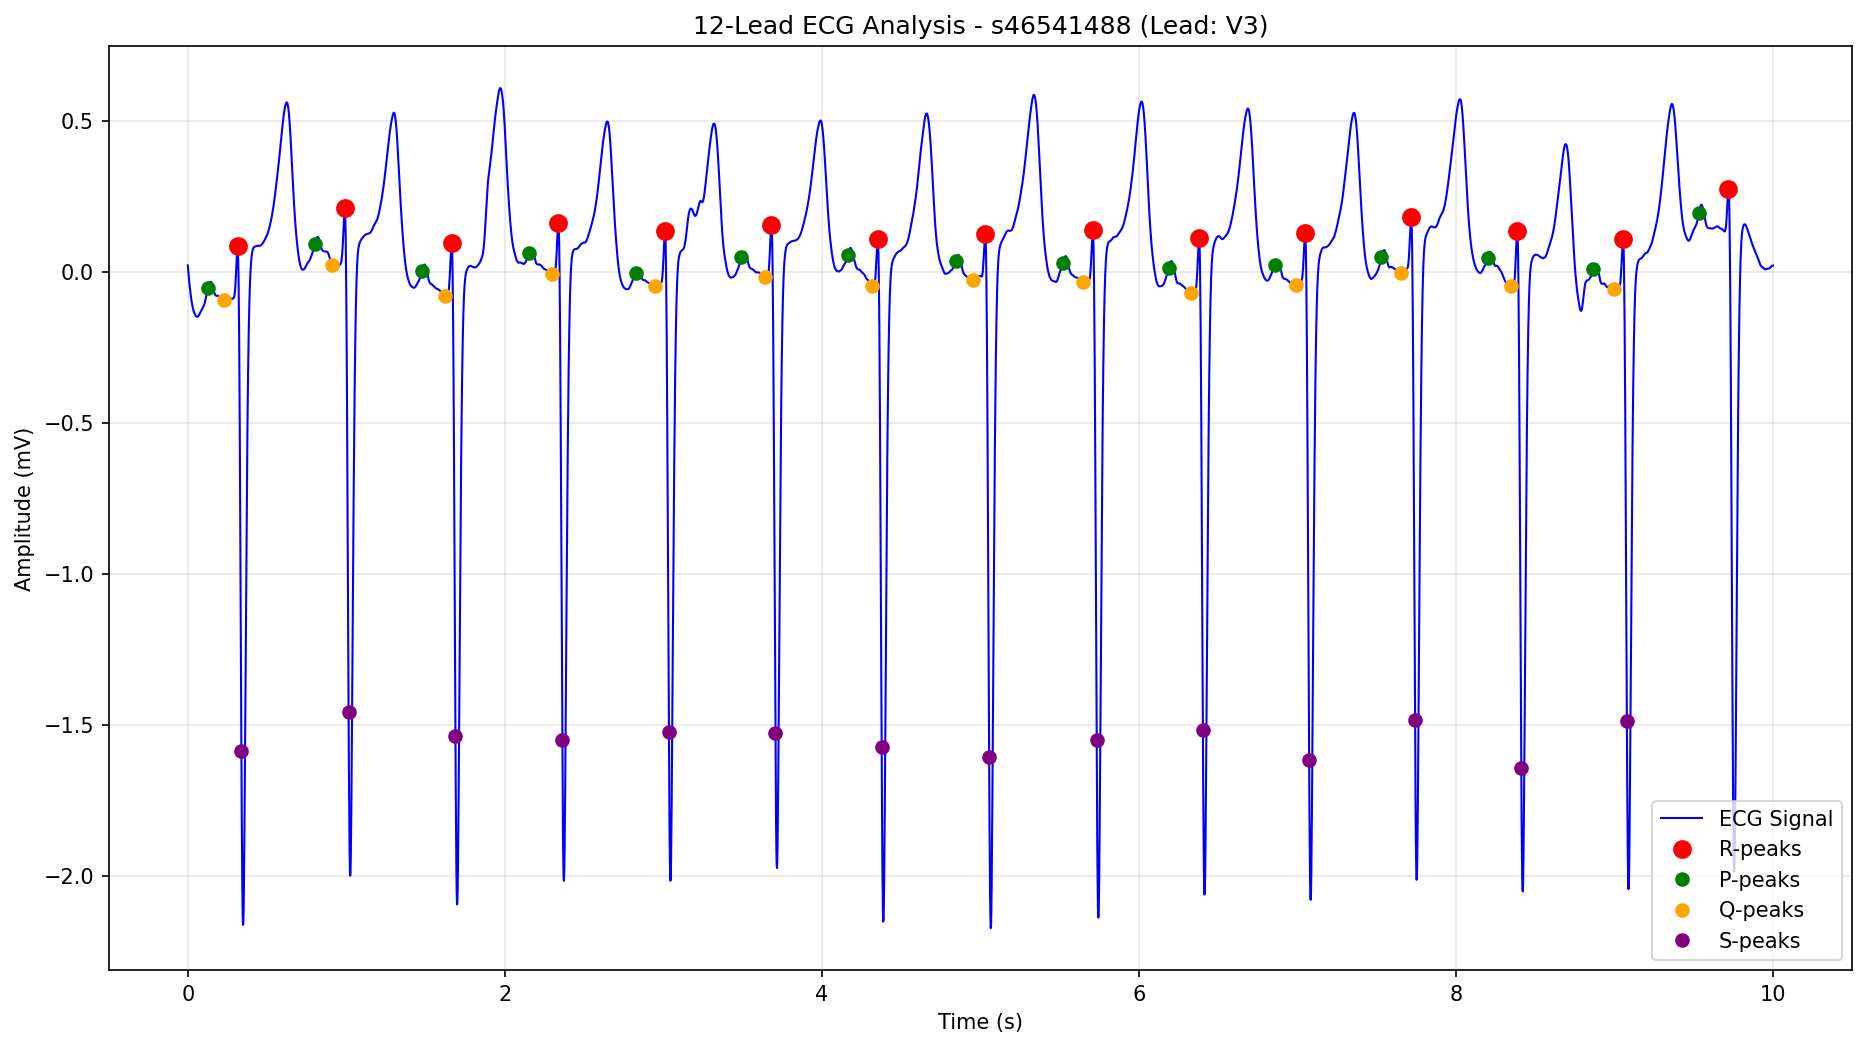 12-Lead ECG Analysis - s46541488 (Lead: V3)
0.5
0.0
−0.5
−1.0
−1.5
−2.0
Amplitude (mV)
0 2 4 6 8 10
Time (s)
ECG Signal
R-peaks
P-peaks
Q-peaks
S-peaks